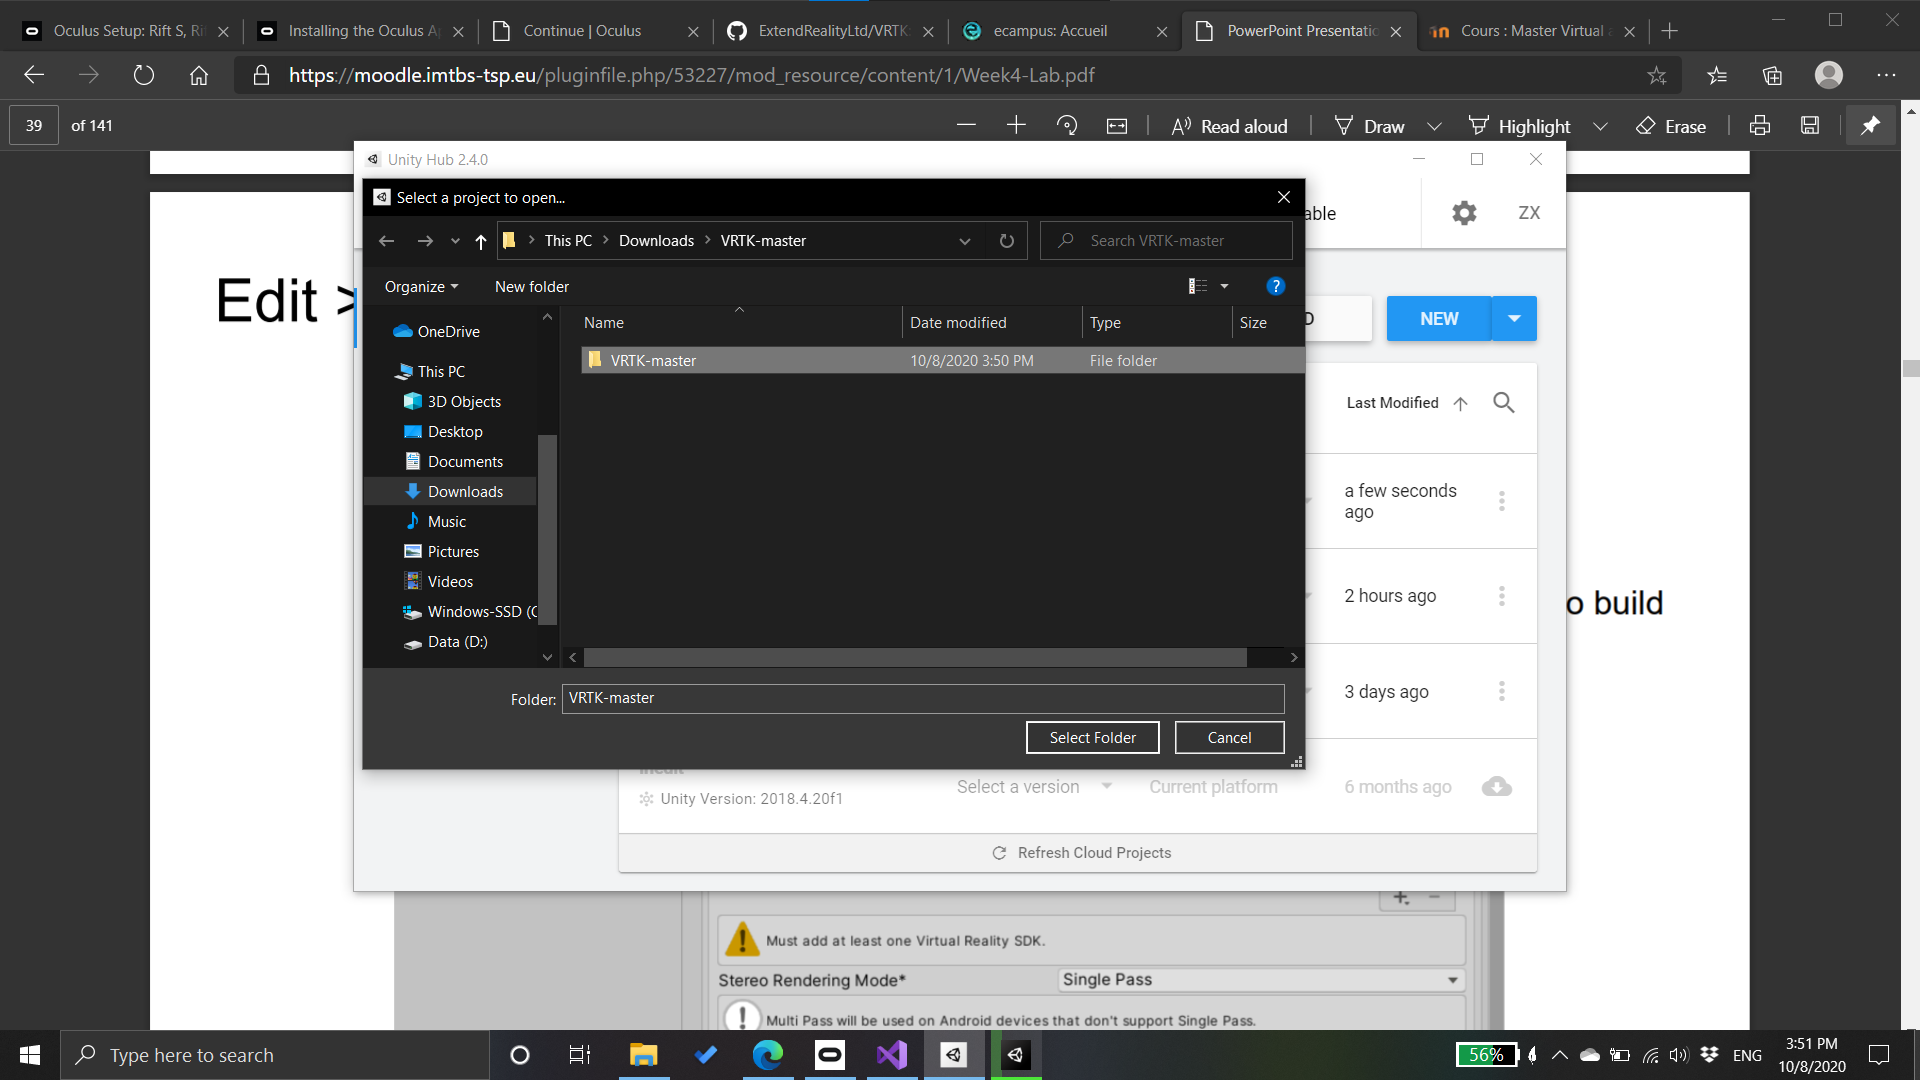 Oculus Setup: Rift S, Ri
Installing the Oculus A
Continue | Oculus
ExtendRealityLtd/VRTK
ecampus: Accueil
PowerPoint Presentatio
Cours : Master Virtual a
https://moodle.imtbs-tsp.eu/pluginfile.php/53227/mod_resource/content/1/Week4-Lab.pdf
39 of 141
Read aloud
Draw
Highlight
Erase
Unity Hub 2.4.0
Select a project to open...
able
ZX
This PC > Downloads > VRTK-master
Search VRTK-master
Organize
New folder
Edit >
NEW
Name
Date modified
Type
Size
VRTK-master
10/8/2020 3:50 PM
File folder
OneDrive
This PC
3D Objects
Desktop
Documents
Downloads
Music
Pictures
Videos
Windows-SSD (C
Data (D:)
Last Modified
a few seconds
ago
2 hours ago
o build
3 days ago
Folder: VRTK-master
Select Folder
Cancel
Unity Version: 2018.4.20f1
Select a version
Current platform
6 months ago
Refresh Cloud Projects
Must add at least one Virtual Reality SDK.
Stereo Rendering Mode*
Single Pass
Multi Pass will be used on Android devices that don't support Single Pass.
Type here to search
56%
ENG
3:51 PM
10/8/2020